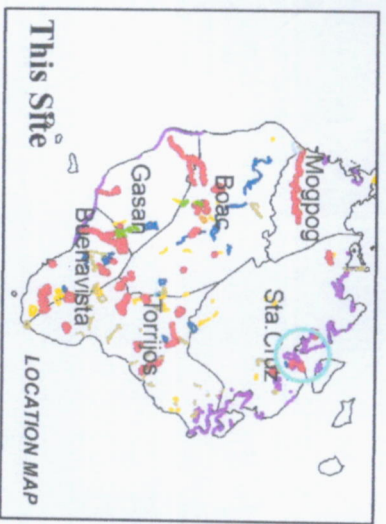 This Site
Mogpog
Boac
Gasan
Buenavista
Torrijos
Sta.Cruz
LOCATION MAP